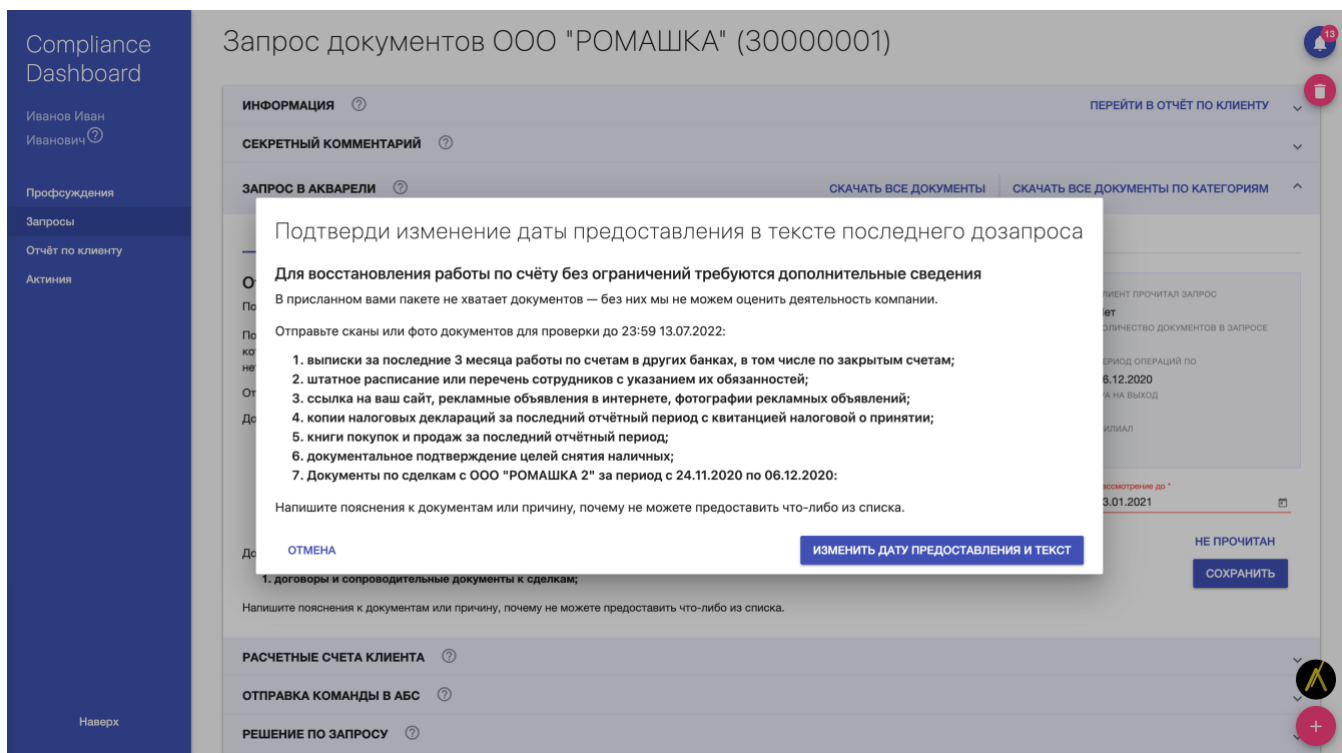 Compliance
Dashboard
Иванов Иван
Иванович
Профсуждения
Запросы
Отчёт по клиенту
Актиния
Наверх
Запрос документов ООО "РОМАШКА" (30000001)
13
ИНФОРМАЦИЯ
ПЕРЕЙТИ В ОТЧЁТ ПО КЛИЕНТУ
СЕКРЕТНЫЙ КОММЕНТАРИЙ
ЗАПРОС В АКВАРЕЛИ
СКАЧАТЬ ВСЕ ДОКУМЕНТЫ
СКАЧАТЬ ВСЕ ДОКУМЕНТЫ ПО КАТЕГОРИЯМ
Подтверди изменение даты предоставления в тексте последнего дозапроса
Для восстановления работы по счёту без ограничений требуются дополнительные сведения
В присланном вами пакете не хватает документов — без них мы не можем оценить деятельность компании.
Отправьте сканы или фото документов для проверки до 23:59 13.07.2022:
1. выписки за последние 3 месяца работы по счетам в других банках, в том числе по закрытым счетам;
2. штатное расписание или перечень сотрудников с указанием их обязанностей;
3. ссылка на ваш сайт, рекламные объявления в интернете, фотографии рекламных объявлений;
4. копии налоговых деклараций за последний отчётный период с квитанцией налоговой о принятии;
5. книги покупок и продаж за последний отчётный период;
6. документальное подтверждение целей снятия наличных;
7. Документы по сделкам с ООО "РОМАШКА 2" за период с 24.11.2020 по 06.12.2020:
Напишите пояснения к документам или причину, почему не можете предоставить что-либо из списка.
ОТМЕНА
ИЗМЕНИТЬ ДАТУ ПРЕДОСТАВЛЕНИЯ И ТЕКСТ
ПРОЧИТАЛ ЗАПРОС
ДОКУМЕНТОВ В ЗАПРОСЕ
ОПЕРАЦИЙ ПО
6.12.2020
НА ВЫХОД
до *
3.01.2021
НЕ ПРОЧИТАН
СОХРАНИТЬ
1. договоры и сопроводительные документы к сделкам;
Напишите пояснения к документам или причину, почему не можете предоставить что-либо из списка.
РАСЧЕТНЫЕ СЧЕТА КЛИЕНТА
ОТПРАВКА КОМАНДЫ В АБС
РЕШЕНИЕ ПО ЗАПРОСУ